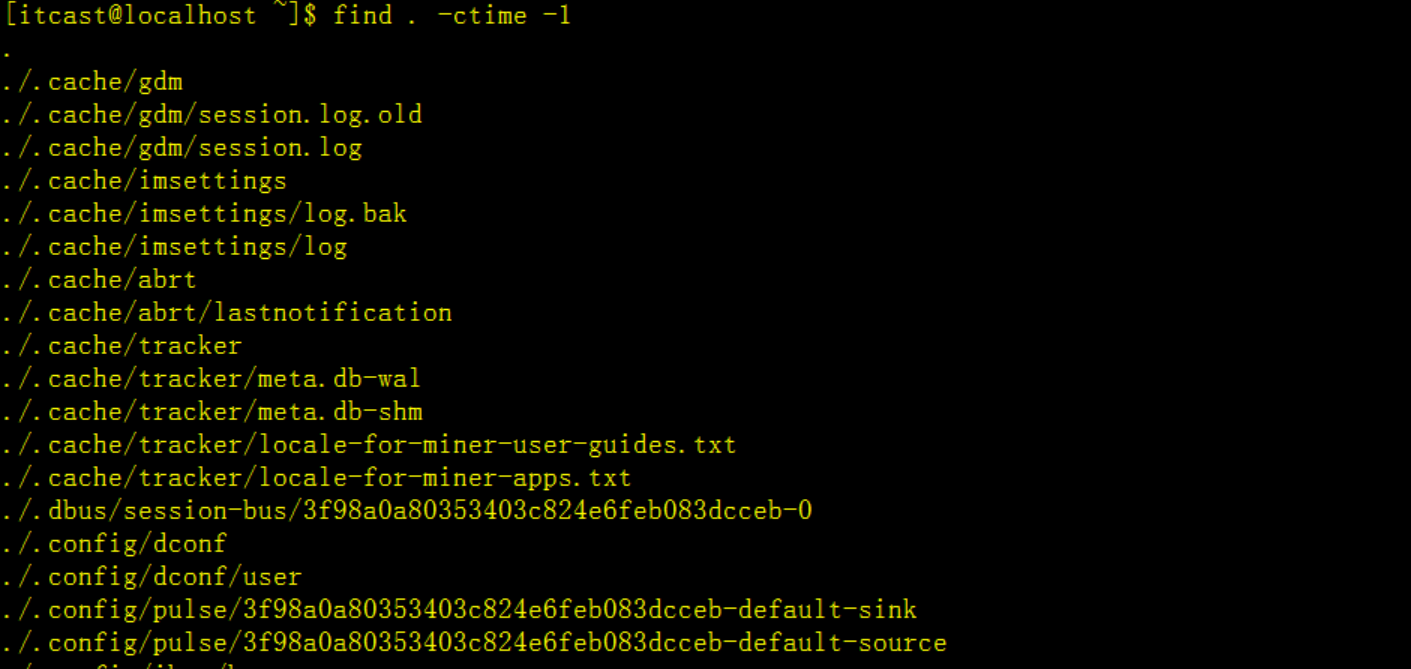 [itcast@localhost ~]$ find . -ctime -1
.
./.cache/gdm
./.cache/gdm/session.log.old
./.cache/gdm/session.log
./.cache/imsettings
./.cache/imsettings/log.bak
./.cache/imsettings/log
./.cache/abrt
./.cache/abrt/lastnotification
./.cache/tracker
./.cache/tracker/meta.db-wal
./.cache/tracker/meta.db-shm
./.cache/tracker/locale-for-miner-user-guides.txt
./.cache/tracker/locale-for-miner-apps.txt
./.dbus/session-bus/3f98a0a80353403c824e6feb083dcceb-0
./.config/dconf
./.config/dconf/user
./.config/pulse/3f98a0a80353403c824e6feb083dcceb-default-sink
./.config/pulse/3f98a0a80353403c824e6feb083dcceb-default-source